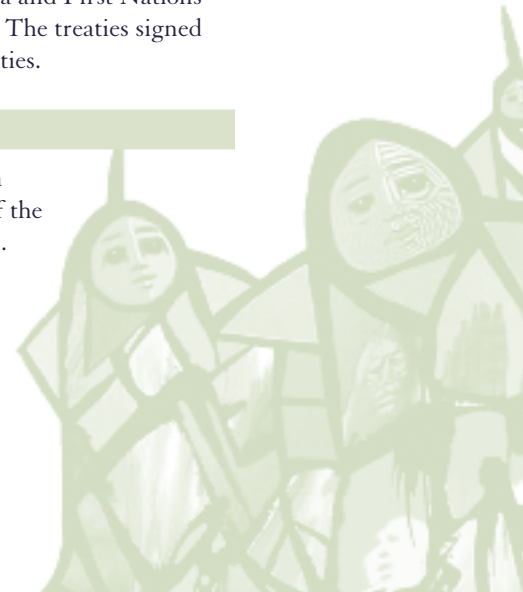 a and First Nations
The treaties signed
ties.
f the
.